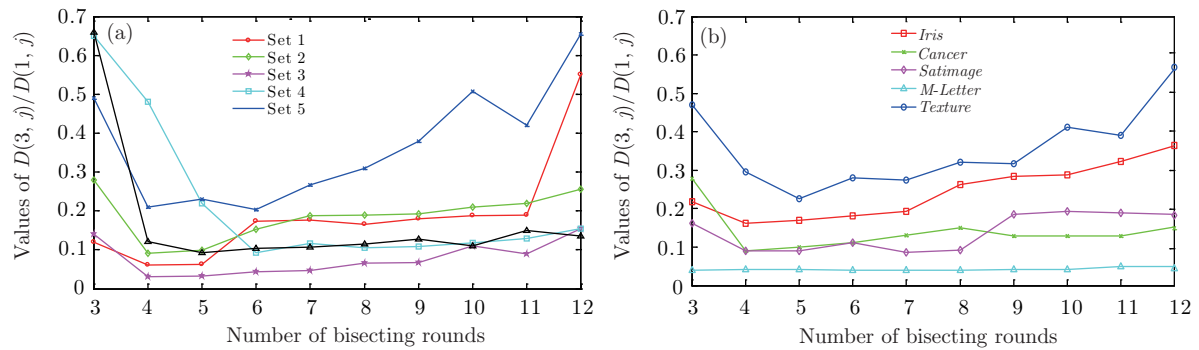 (a)
Values of D(3, j)/D(1, j)
0.7
0.6
0.5
0.4
0.3
0.2
0.1
0
3 4 5 6 7 8 9 10 11 12
Number of bisecting rounds
Set 1
Set 2
Set 3
Set 4
Set 5
(b)
Values of D(3, j)/D(1, j)
0.7
0.6
0.5
0.4
0.3
0.2
0.1
0
3 4 5 6 7 8 9 10 11 12
Number of bisecting rounds
Iris
Cancer
Satimage
M-Letter
Texture